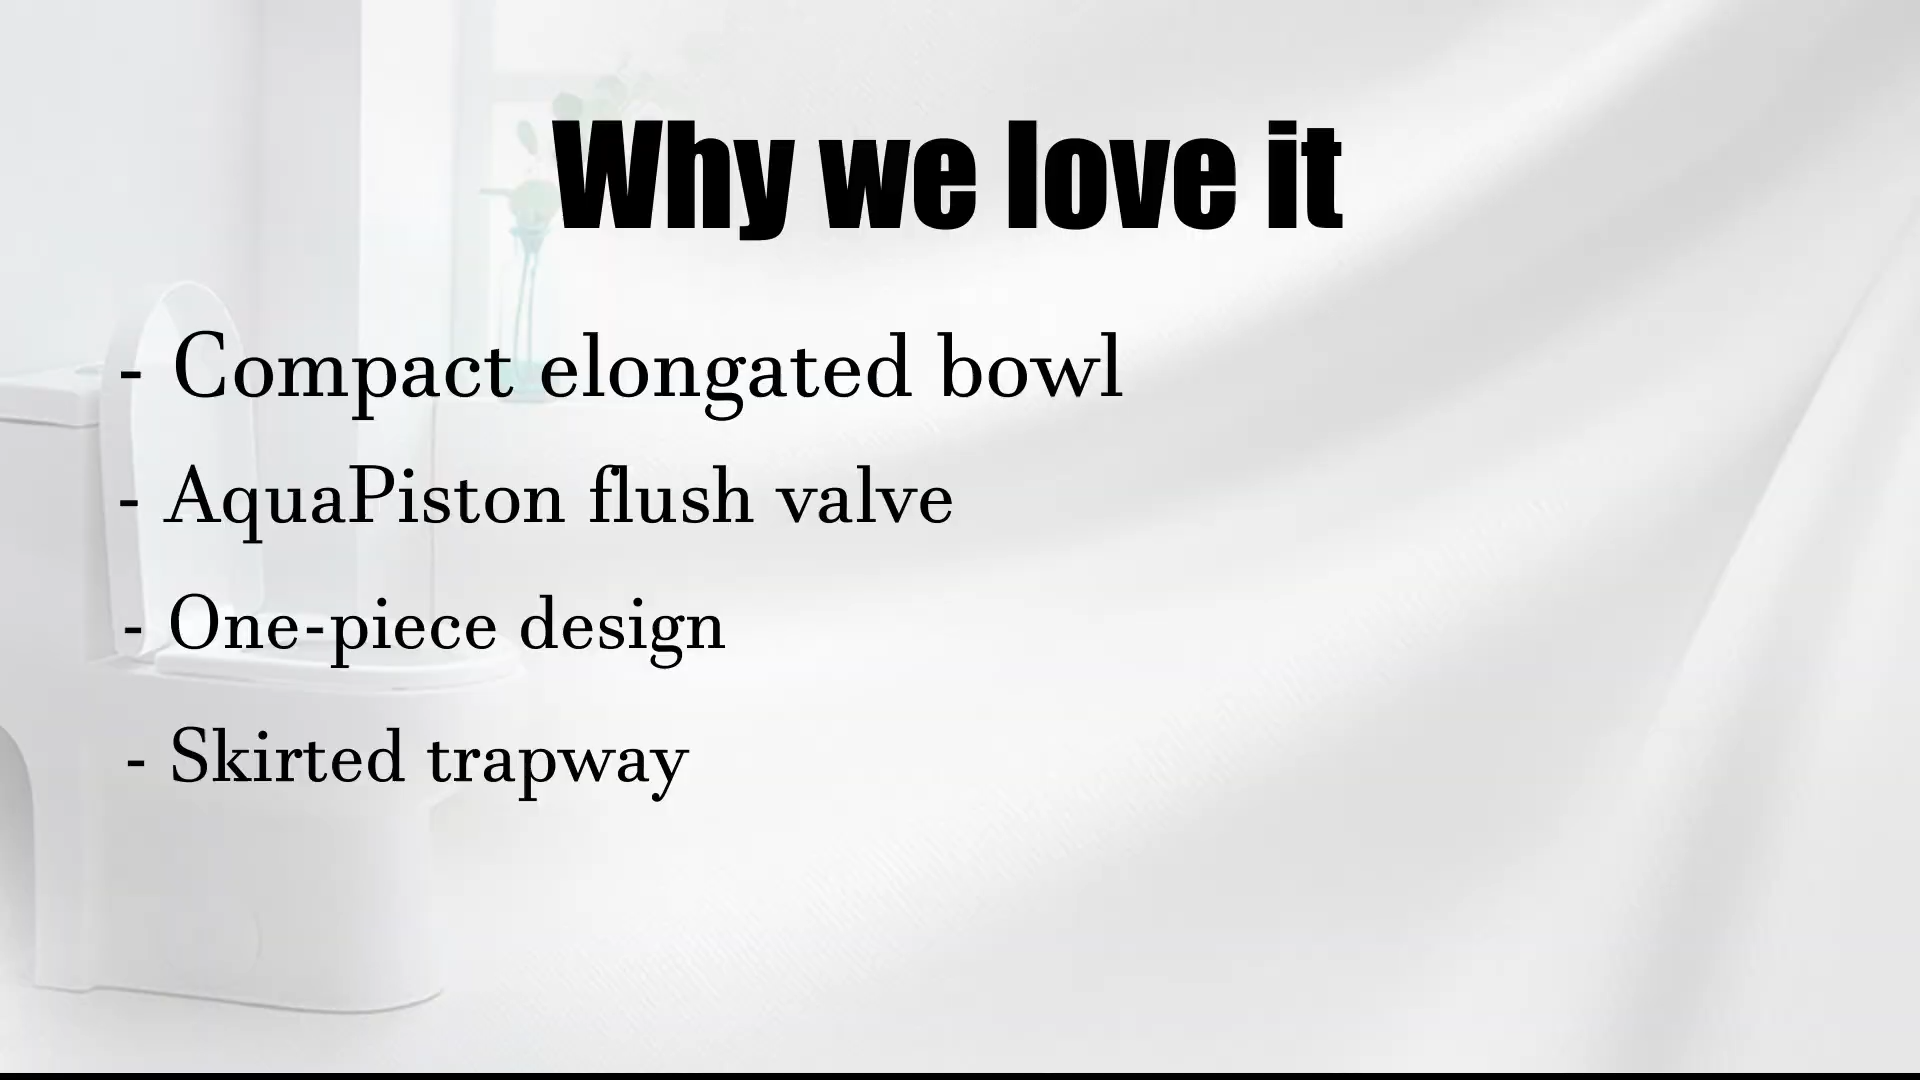 Why we love it
- Compact elongated bowl
- AquaPiston flush valve
- One-piece design
- Skirted trapway